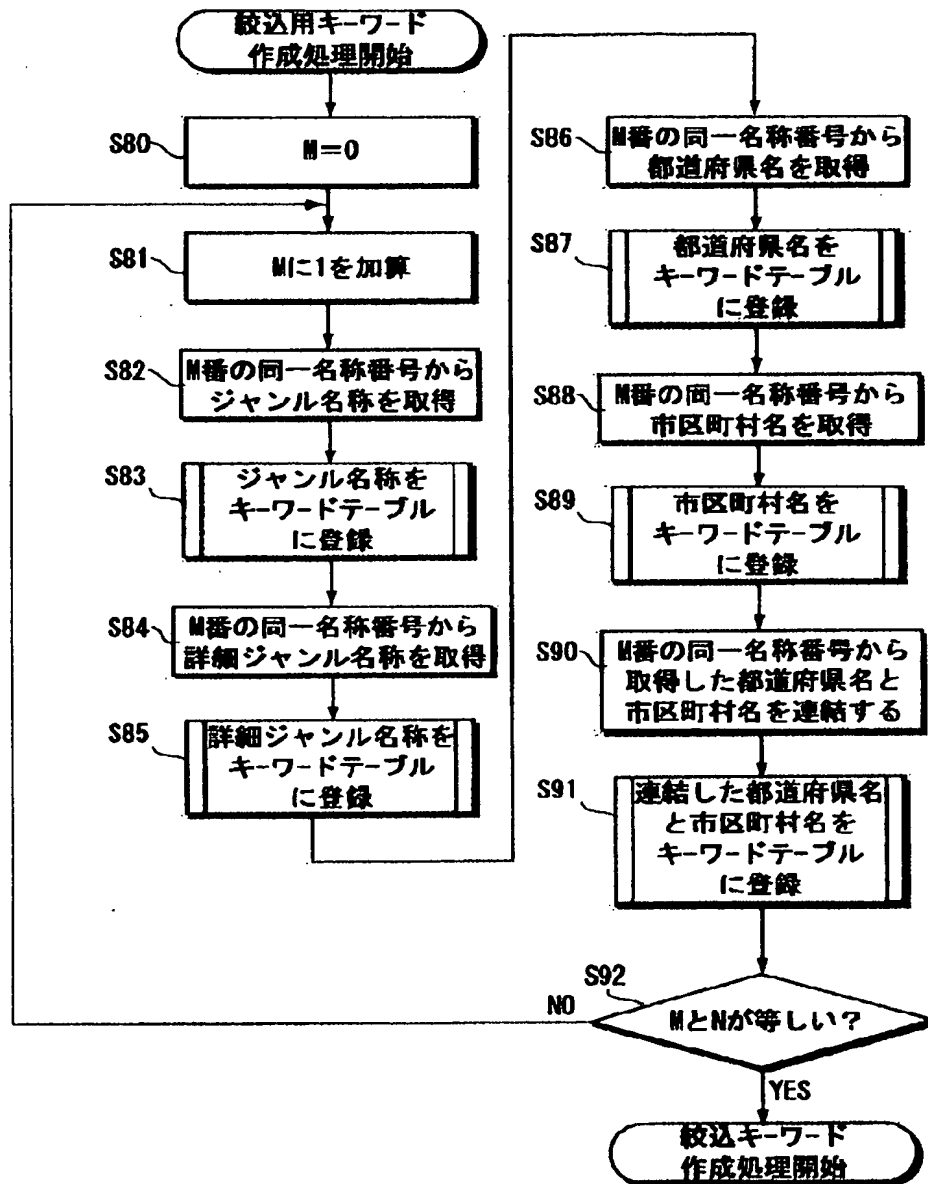 絞込用キーワード
作成処理開始
S80
M=0
S81
Mに1を加算
S82
M番の同一名称番号から
ジャンル名称を取得
S83
ジャンル名称を
キーワードテーブル
に登録
S84
M番の同一名称番号から
詳細ジャンル名称を取得
S85
詳細ジャンル名称を
キーワードテーブル
に登録
S86
M番の同一名称番号から
都道府県名を取得
S87
都道府県名を
キーワードテーブル
に登録
S88
M番の同一名称番号から
市区町村名を取得
S89
市区町村名を
キーワードテーブル
に登録
S90
M番の同一名称番号から
取得した都道府県名と
市区町村名を連結する
S91
連結した都道府県名
と市区町村名を
キーワードテーブル
に登録
S92
NO
MとNが等しい?
YES
絞込キーワード
作成処理開始